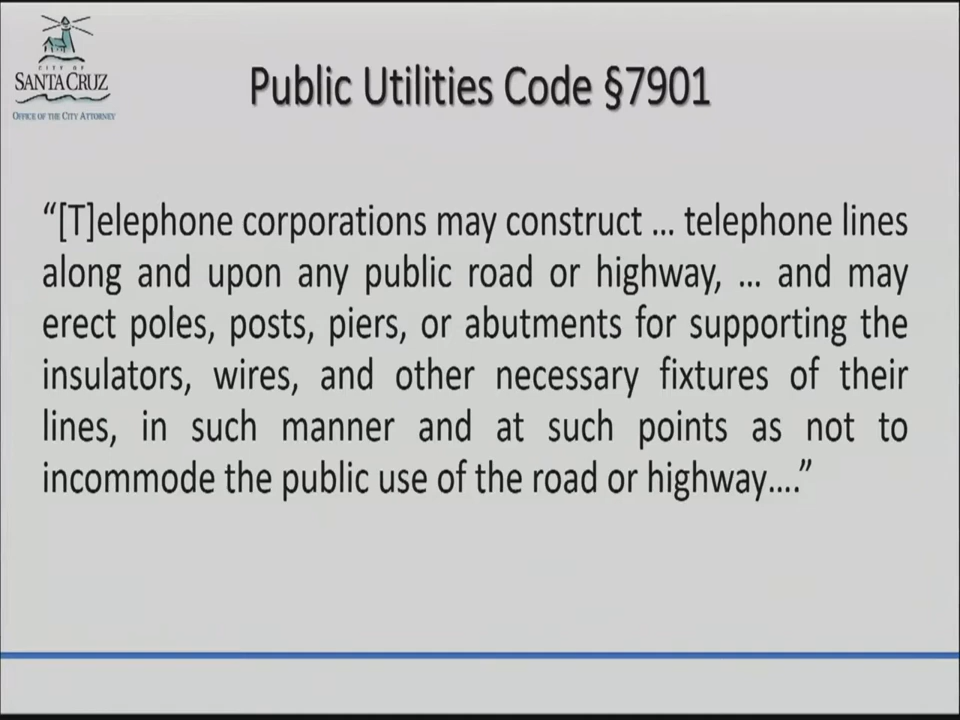 CITY OF
SANTA CRUZ
OFFICE OF THE CITY ATTORNEY
Public Utilities Code §7901
“[T]elephone corporations may construct ... telephone lines
along and upon any public road or highway, ... and may
erect poles, posts, piers, or abutments for supporting the
insulators, wires, and other necessary fixtures of their
lines, in such manner and at such points as not to
incommode the public use of the road or highway....”